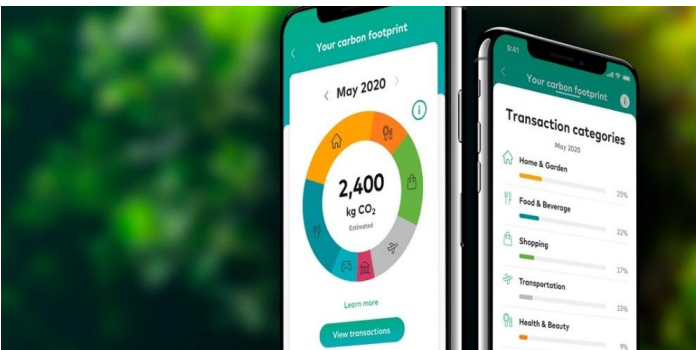 Your carbon footprint
May 2020
2,400
kg CO₂
Estimated
Learn more
View transactions
9:41
Your carbon footprint
Transaction categories
May 2020
Home & Garden
25%
Food & Beverage
22%
Shopping
17%
Transportation
15%
Health & Beauty
9%